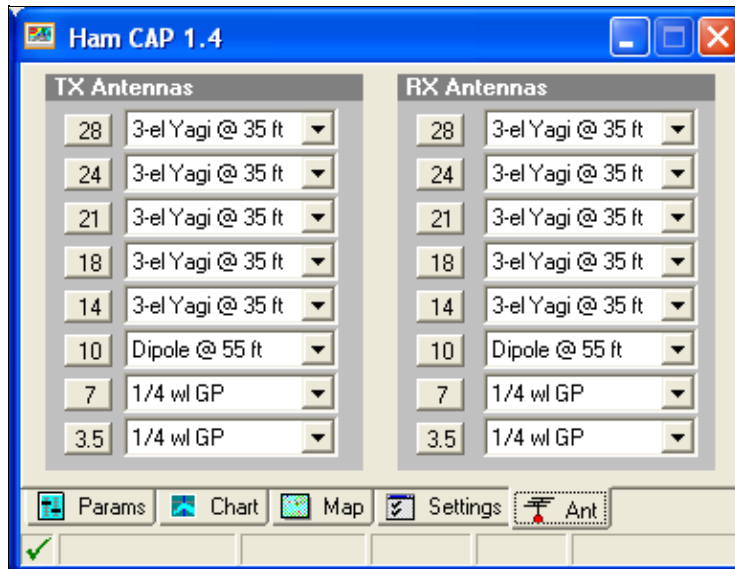 Ham CAP 1.4
TX Antennas
28 3-el Yagi @ 35 ft
24 3-el Yagi @ 35 ft
21 3-el Yagi @ 35 ft
18 3-el Yagi @ 35 ft
14 3-el Yagi @ 35 ft
10 Dipole @ 55 ft
7 1/4 wl GP
3.5 1/4 wl GP
RX Antennas
28 3-el Yagi @ 35 ft
24 3-el Yagi @ 35 ft
21 3-el Yagi @ 35 ft
18 3-el Yagi @ 35 ft
14 3-el Yagi @ 35 ft
10 Dipole @ 55 ft
7 1/4 wl GP
3.5 1/4 wl GP
Params Chart Map Settings Ant